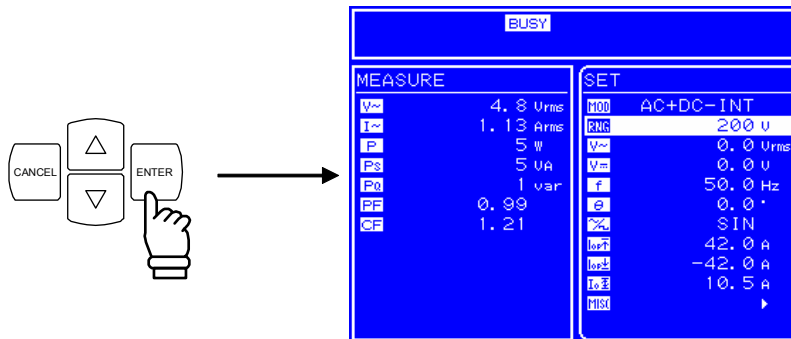 CANCEL
ENTER
BUSY
MEASURE
V~ 4.8 Vrms
I~ 1.13 Arms
P 5 W
PS 5 VA
PQ 1 var
PF 0.99
CF 1.21
SET
MOD AC+DC-INT
RNG 200 V
V~ 0.0 Vrms
V⎓ 0.0 V
f 50.0 Hz
θ 0.0 °
SIN
Iop 42.0 A
Iop -42.0 A
Io 10.5 A
MISC